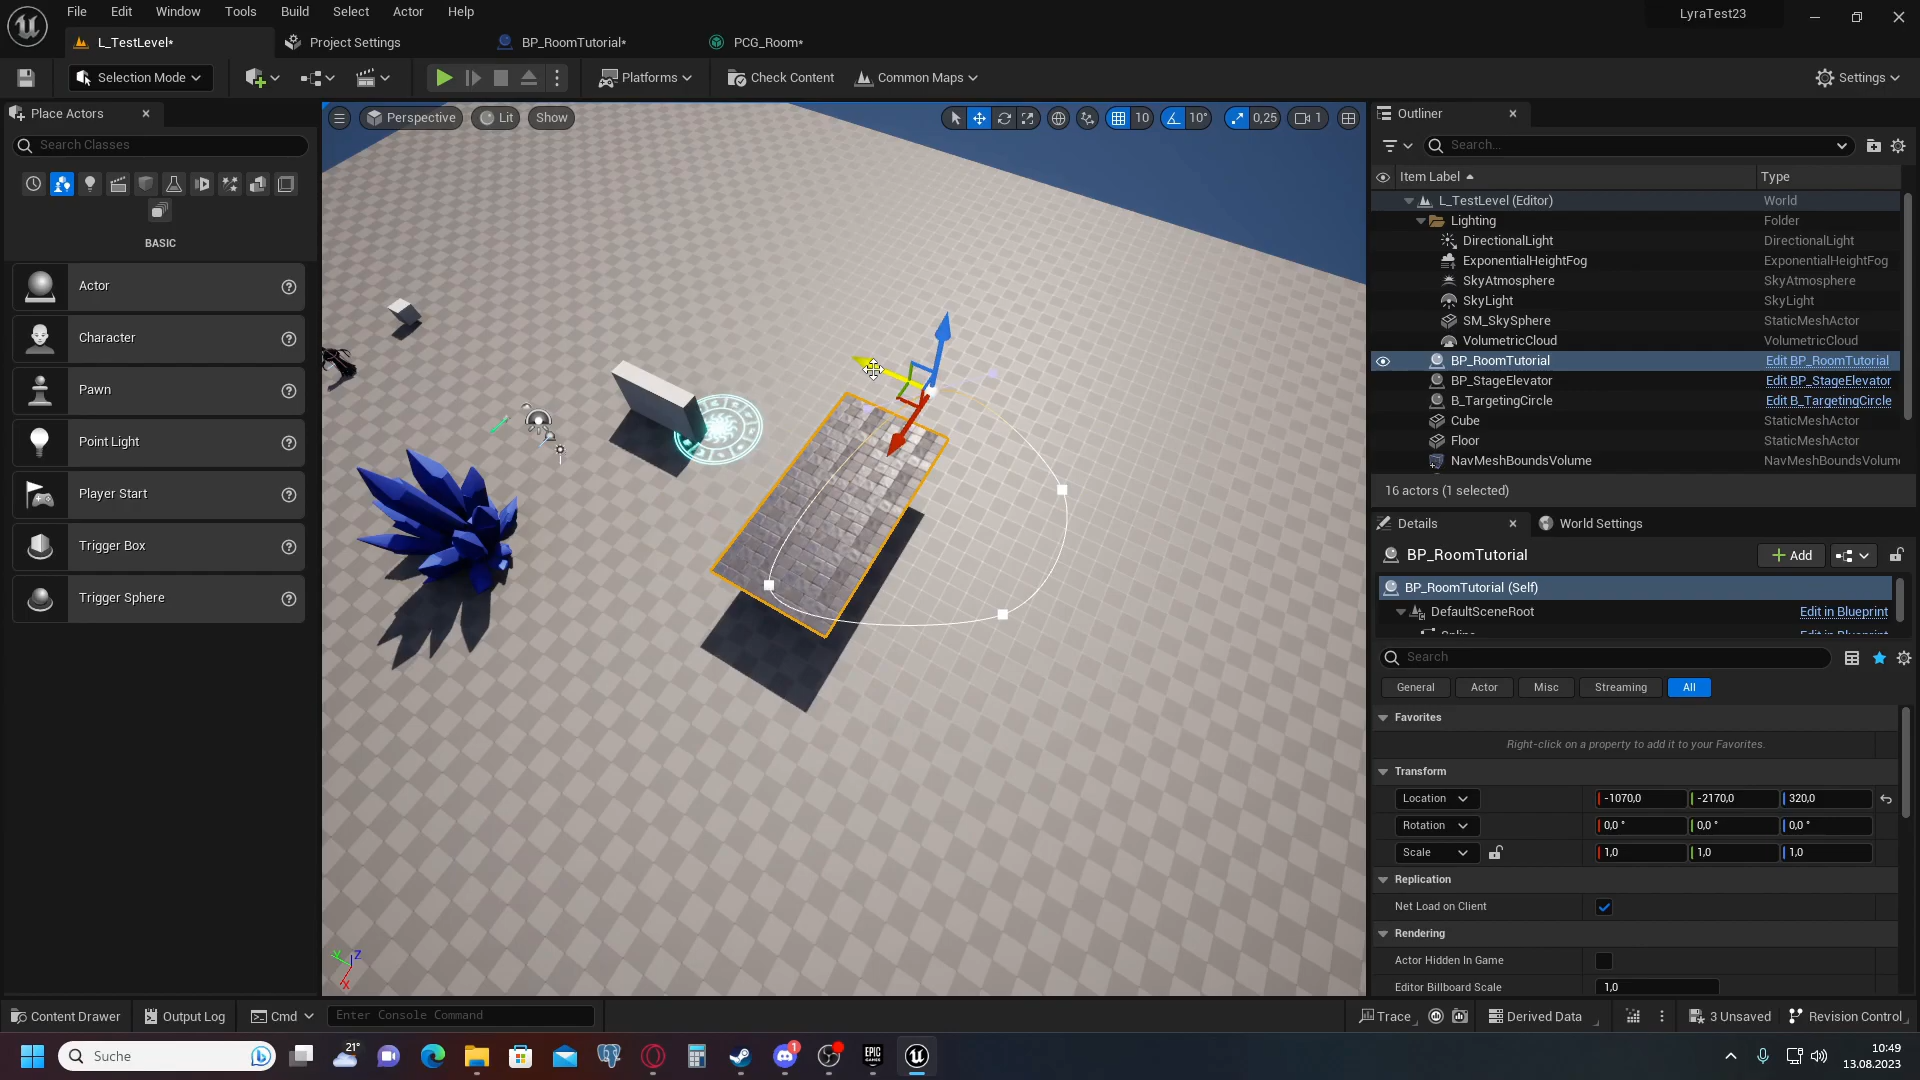 File Edit Window Tools Build Select Actor Help
LyraTest23
L_TestLevel* Project Settings BP_RoomTutorial* PCG_Room*
Selection Mode Platforms Check Content Common Maps Settings
Place Actors
Search Classes
BASIC
Actor
Character
Pawn
Point Light
Player Start
Trigger Box
Trigger Sphere
Perspective Lit Show 10 10° 0,25 1
Outliner
Search...
Item Label Type
L_TestLevel (Editor) World
Lighting Folder
DirectionalLight DirectionalLight
ExponentialHeightFog ExponentialHeightFog
SkyAtmosphere SkyAtmosphere
SkyLight SkyLight
SM_SkySphere StaticMeshActor
VolumetricCloud VolumetricCloud
BP_RoomTutorial Edit BP_RoomTutorial
BP_StageElevator Edit BP_StageElevator
B_TargetingCircle Edit B_TargetingCircle
Cube StaticMeshActor
Floor StaticMeshActor
NavMeshBoundsVolume NavMeshBoundsVolum
16 actors (1 selected)
Details World Settings
BP_RoomTutorial Add
BP_RoomTutorial (Self)
DefaultSceneRoot Edit in Blueprint
Search
General Actor Misc Streaming All
Favorites
Right-click on a property to add it to your Favorites.
Transform
Location -1070,0 -2170,0 320,0
Rotation 0,0 ° 0,0 ° 0,0 °
Scale 1,0 1,0 1,0
Replication
Net Load on Client
Rendering
Actor Hidden In Game
Editor Billboard Scale 1,0
Y Z X
Content Drawer Output Log Cmd Enter Console Command Trace Derived Data 3 Unsaved Revision Control
Suche 21° 1 EPIC GAMES 10:49
13.08.2023